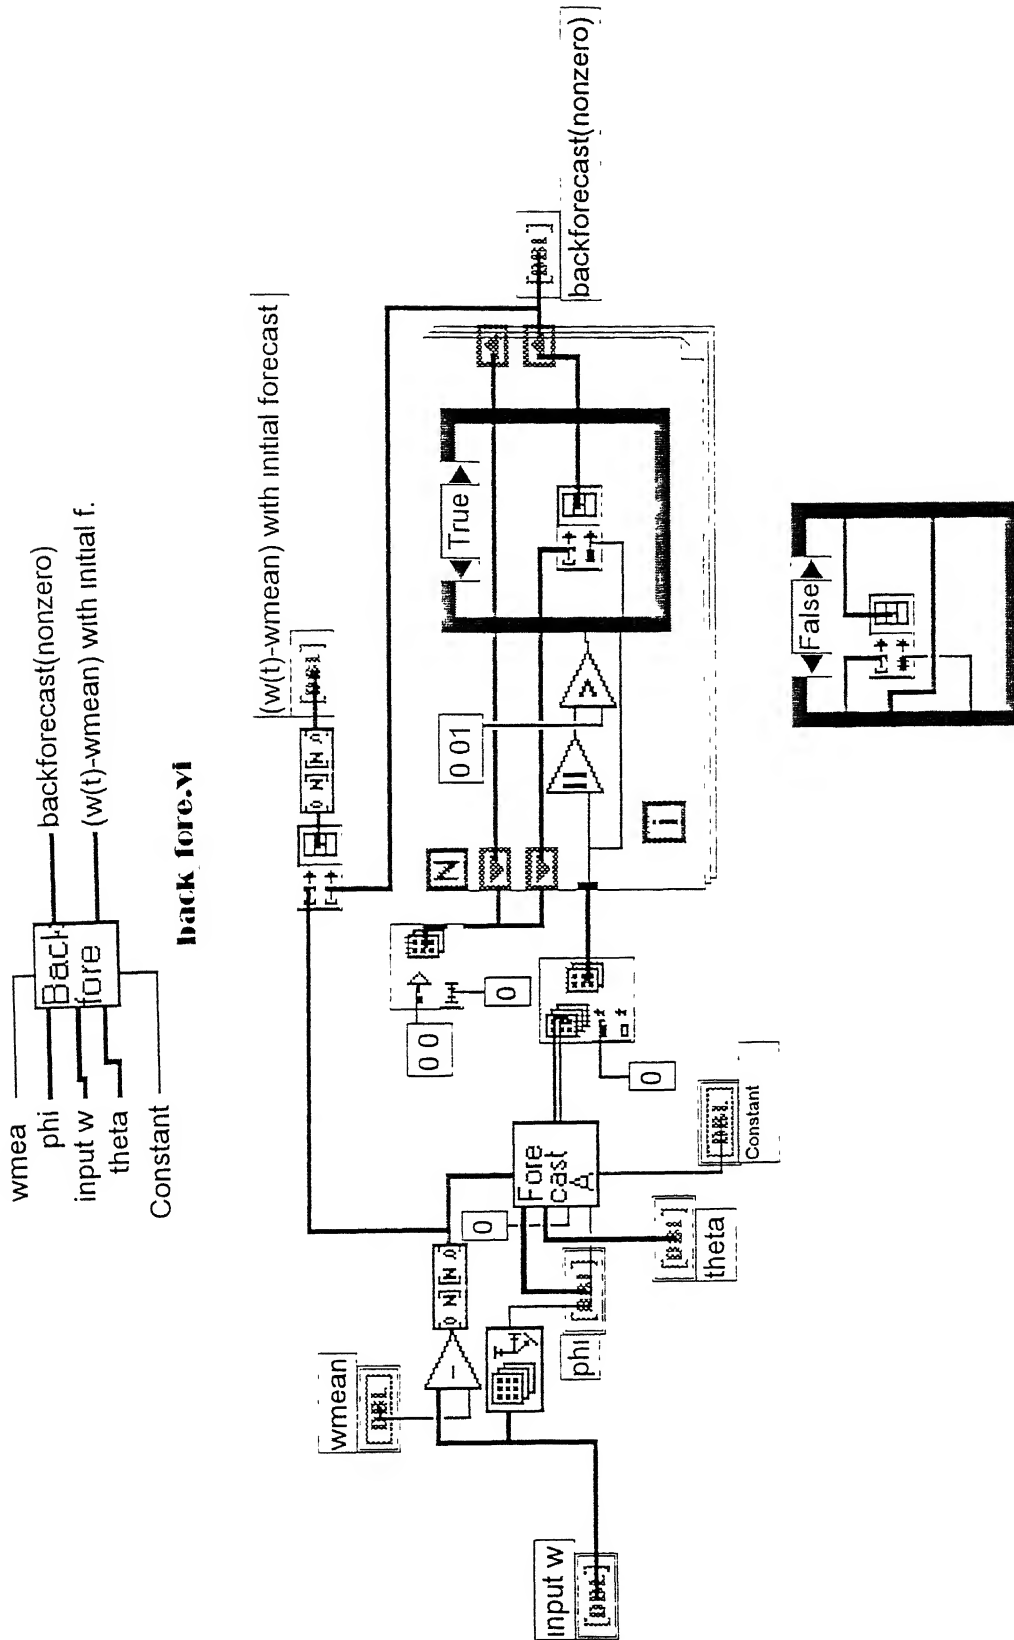 wmea
phi
input w
theta
Constant
Back
fore
backforecast(nonzero)
(w(t)-wmean) with initial f.
back fore.vi
(w(t)-wmean) with initial forecast
wmean
input w
phi
theta
Constant
0
Fore
cast
A
0
0 0
0
N
0 01
i
True
backforecast(nonzero)
False